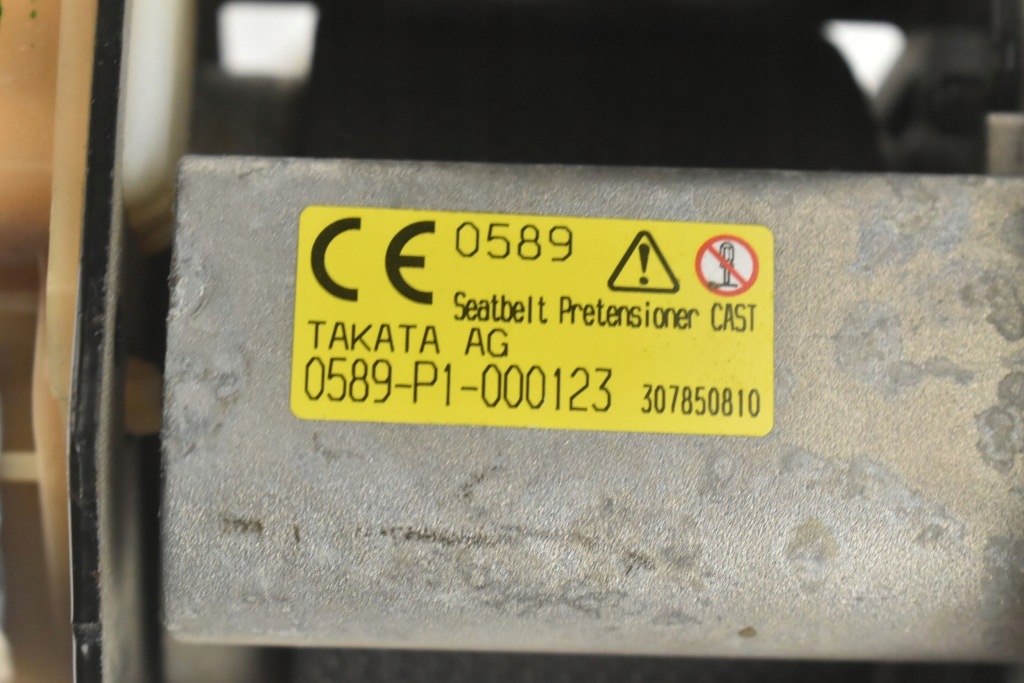 CE 0589
Seatbelt Pretensioner CAST
TAKATA AG
0589-P1-000123 307850810